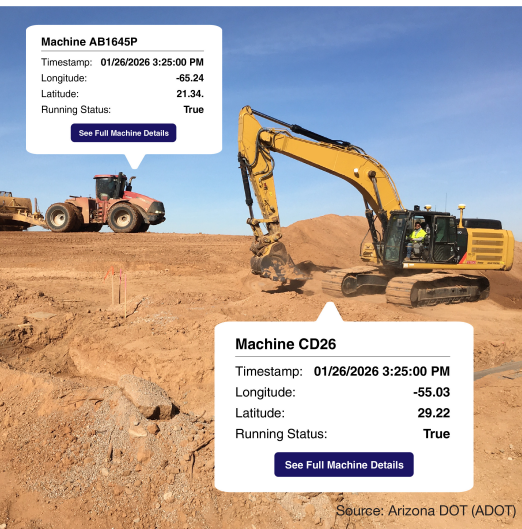 Machine AB1645P
Timestamp: 01/26/2026 3:25:00 PM
Longitude: -65.24
Latitude: 21.34.
Running Status: True
See Full Machine Details
Machine CD26
Timestamp: 01/26/2026 3:25:00 PM
Longitude: -55.03
Latitude: 29.22
Running Status: True
See Full Machine Details
Source: Arizona DOT (ADOT)